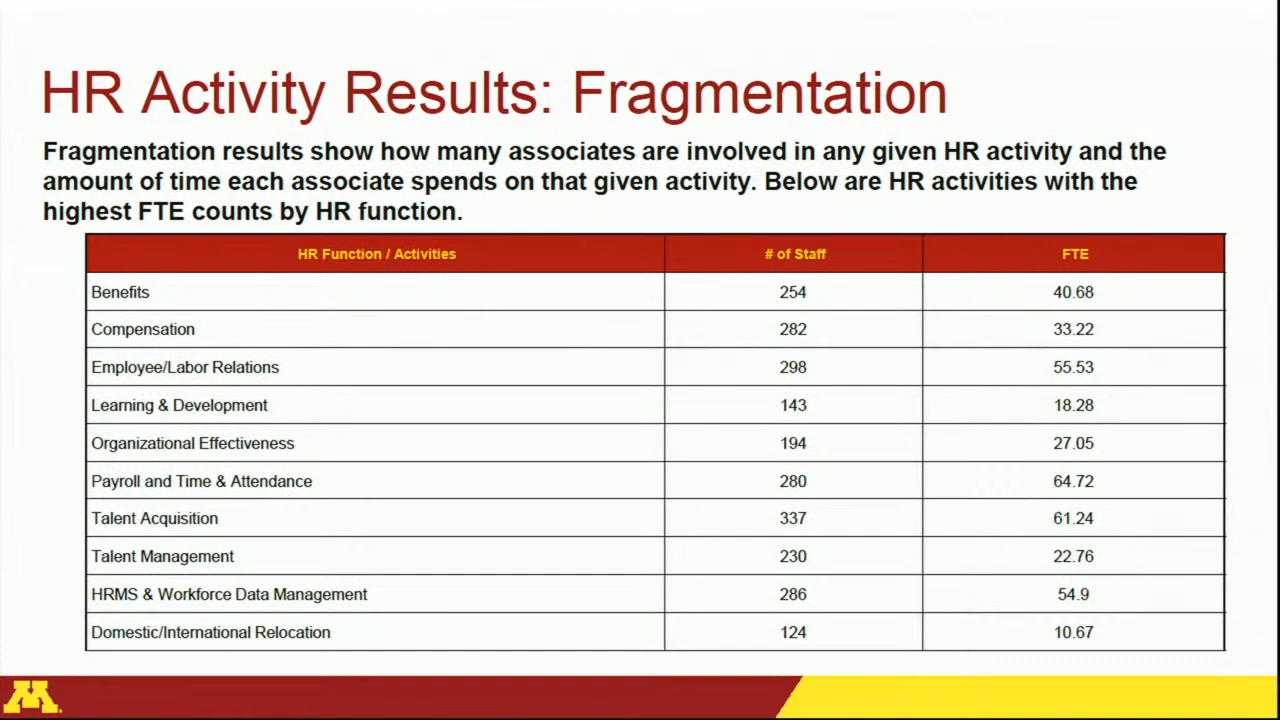 HR Activity Results: Fragmentation
Fragmentation results show how many associates are involved in any given HR activity and the
amount of time each associate spends on that given activity. Below are HR activities with the
highest FTE counts by HR function.
HR Function / Activities # of Staff FTE
Benefits 254 40.68
Compensation 282 33.22
Employee/Labor Relations 298 55.53
Learning & Development 143 18.28
Organizational Effectiveness 194 27.05
Payroll and Time & Attendance 280 64.72
Talent Acquisition 337 61.24
Talent Management 230 22.76
HRMS & Workforce Data Management 286 54.9
Domestic/International Relocation 124 10.67
M